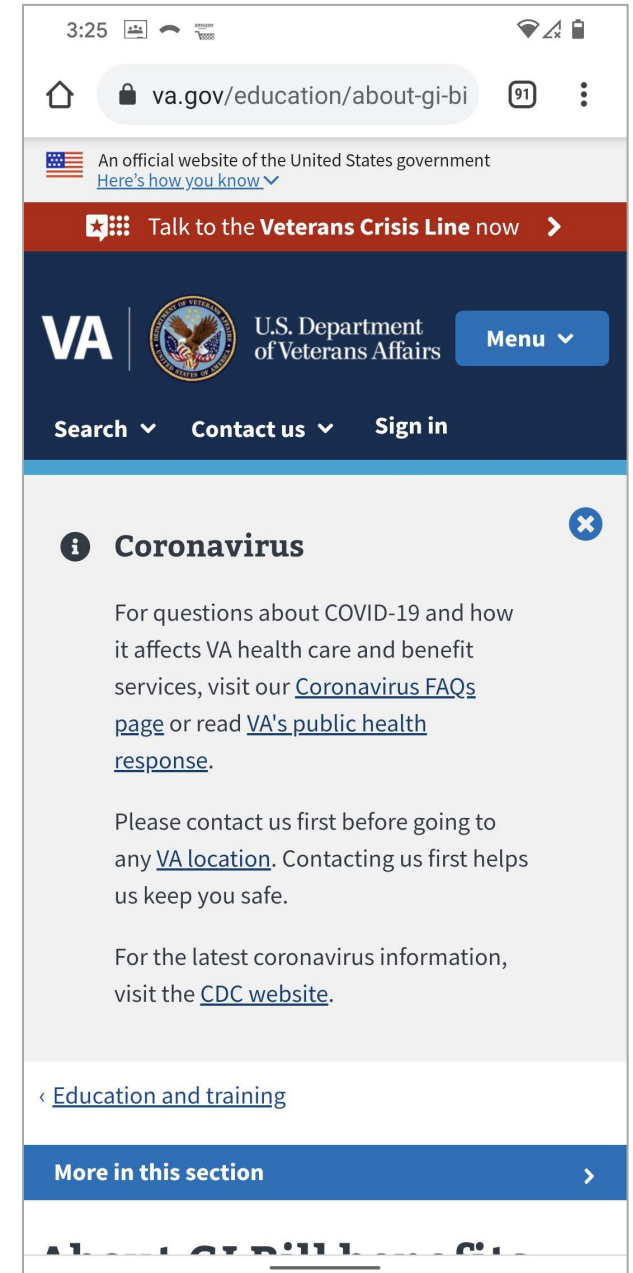 3:25
va.gov/education/about-gi-bi
91
An official website of the United States government
Here's how you know
Talk to the Veterans Crisis Line now
VA
U.S. Department
of Veterans Affairs
Menu
Search
Contact us
Sign in
Coronavirus
For questions about COVID-19 and how
it affects VA health care and benefit
services, visit our Coronavirus FAQs
page or read VA's public health
response.
Please contact us first before going to
any VA location. Contacting us first helps
us keep you safe.
For the latest coronavirus information,
visit the CDC website.
‹ Education and training
More in this section
About GI Bill benefits